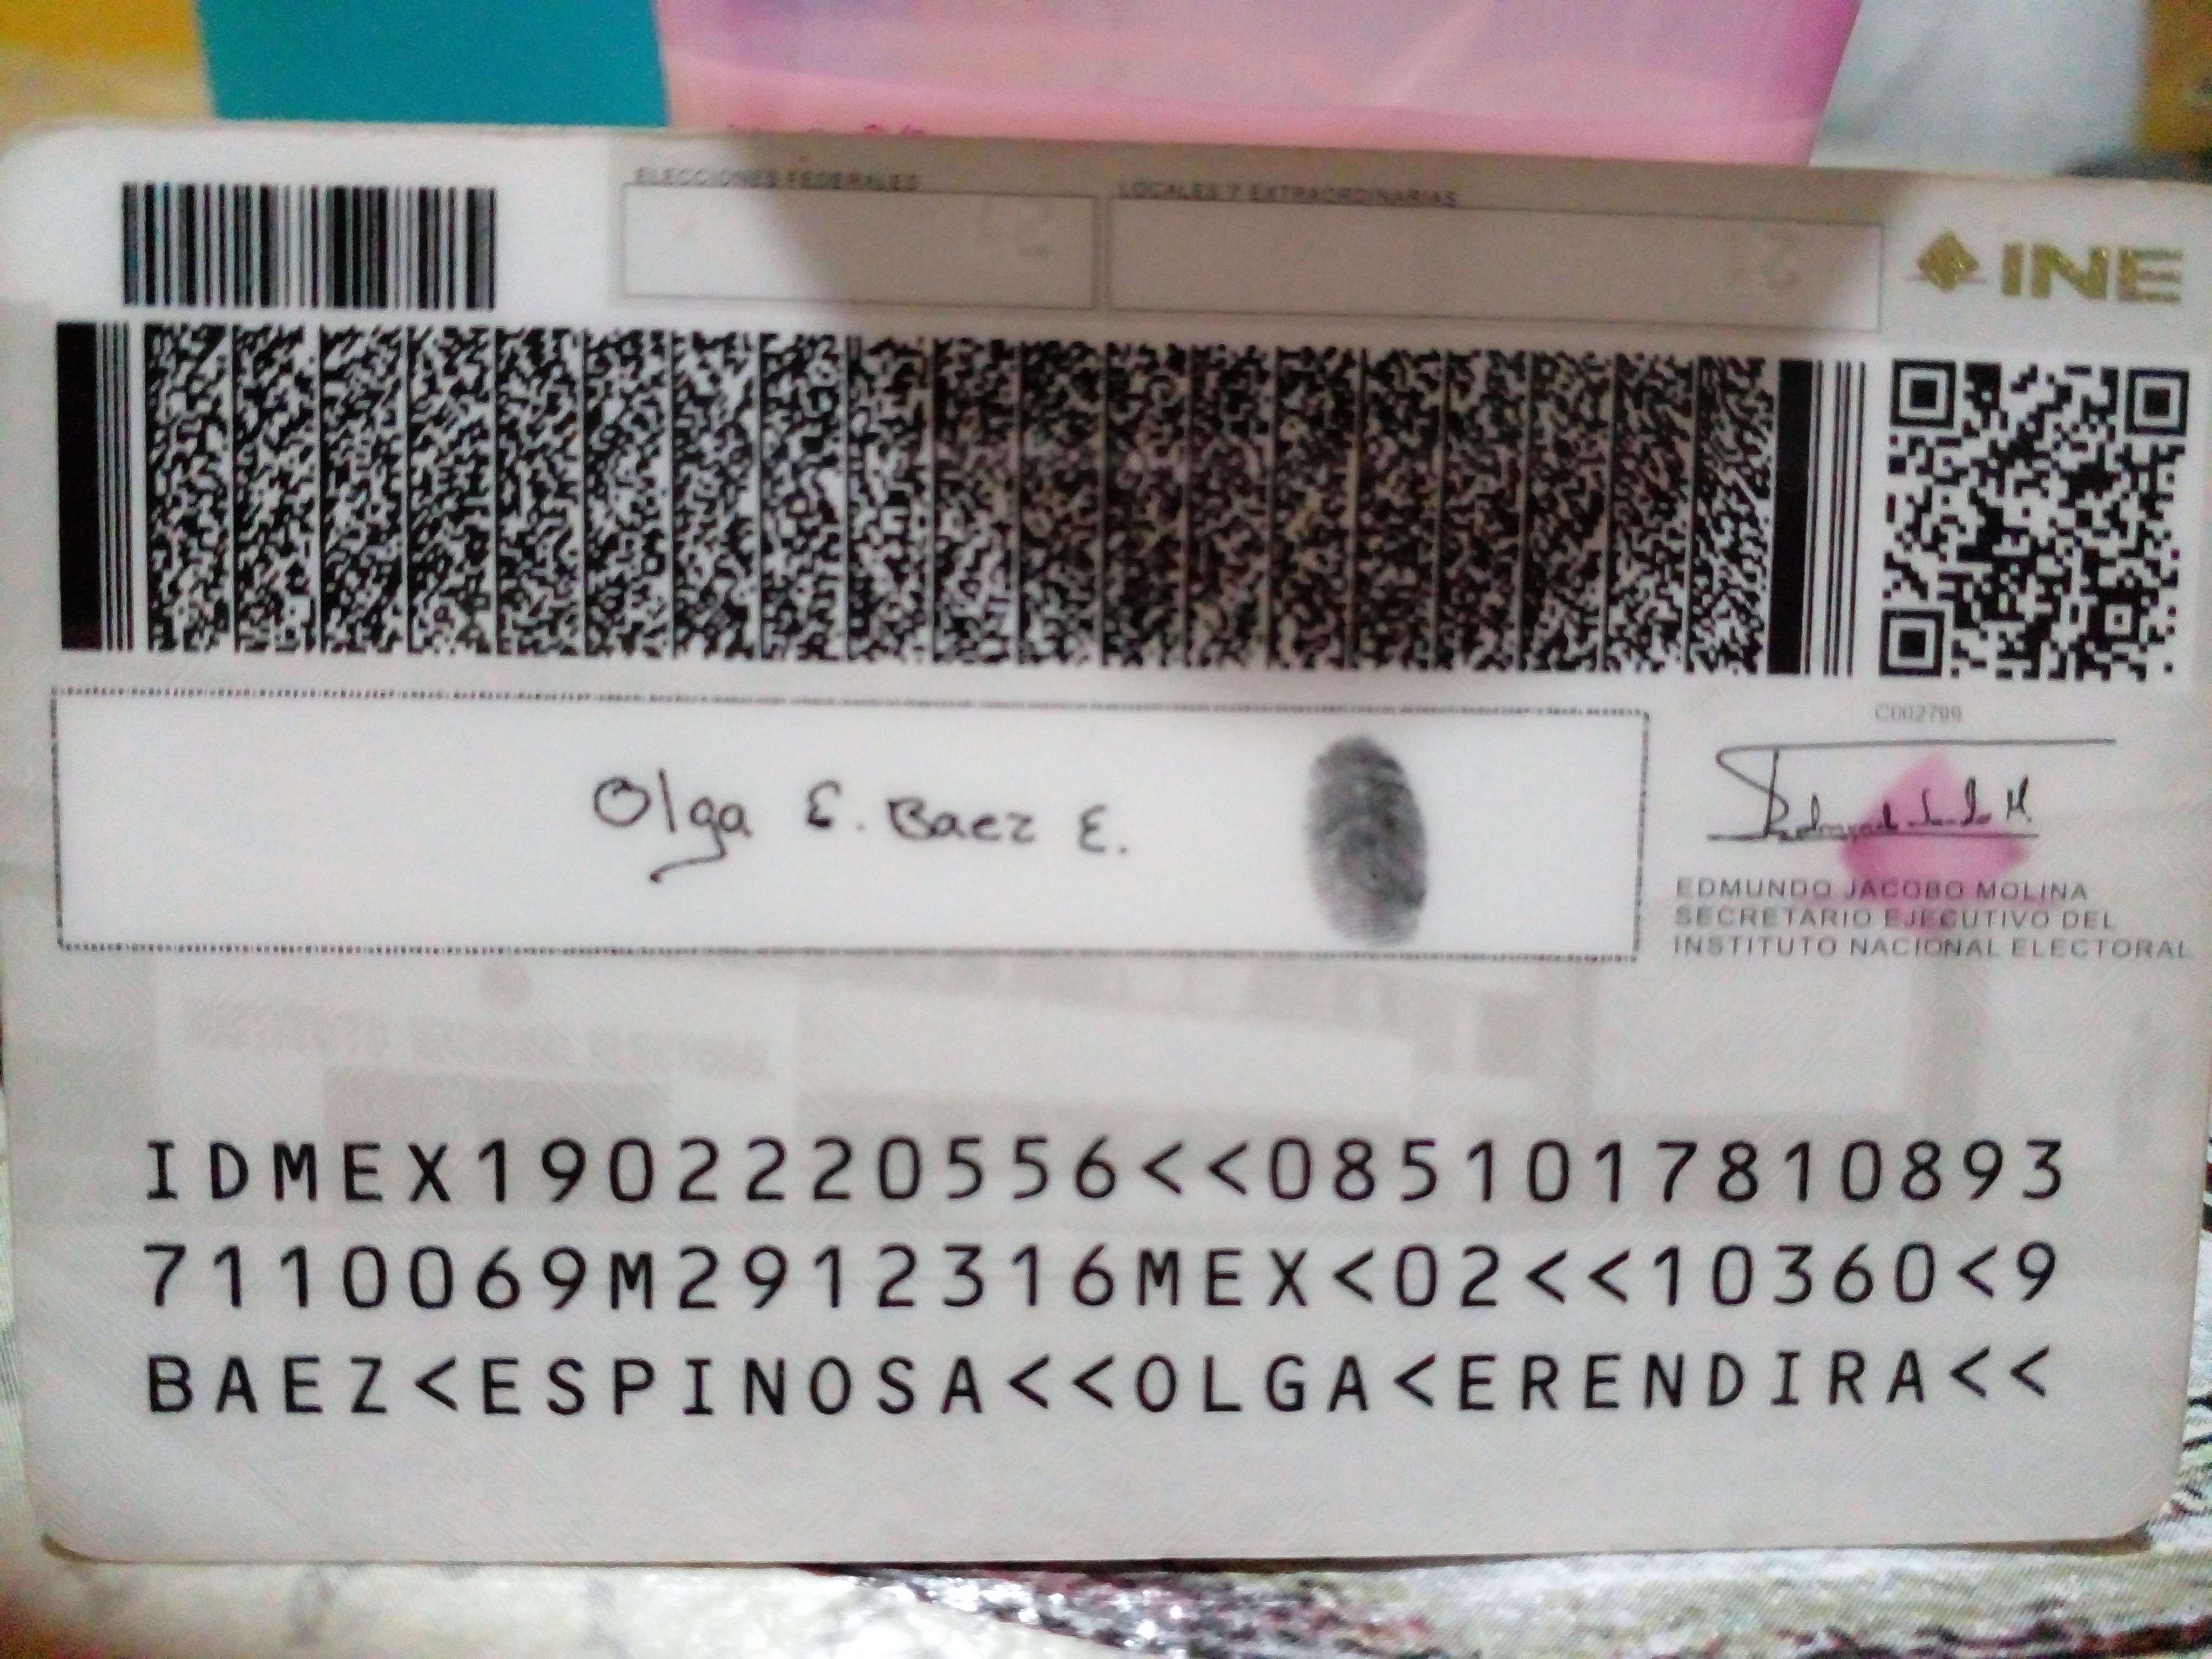 ELECCIONES FEDERALES
LOCALES Y EXTRAORDINARIAS
INE
Olga E. Baez E.
EDMUNDO JACOBO MOLINA
SECRETARIO EJECUTIVO DEL
INSTITUTO NACIONAL ELECTORAL
IDMEX1902220556<<0851017810893
7110069M2912316MEX<02<<10360<9
BAEZ<ESPINOSA<<OLGA<ERENDIRA<<